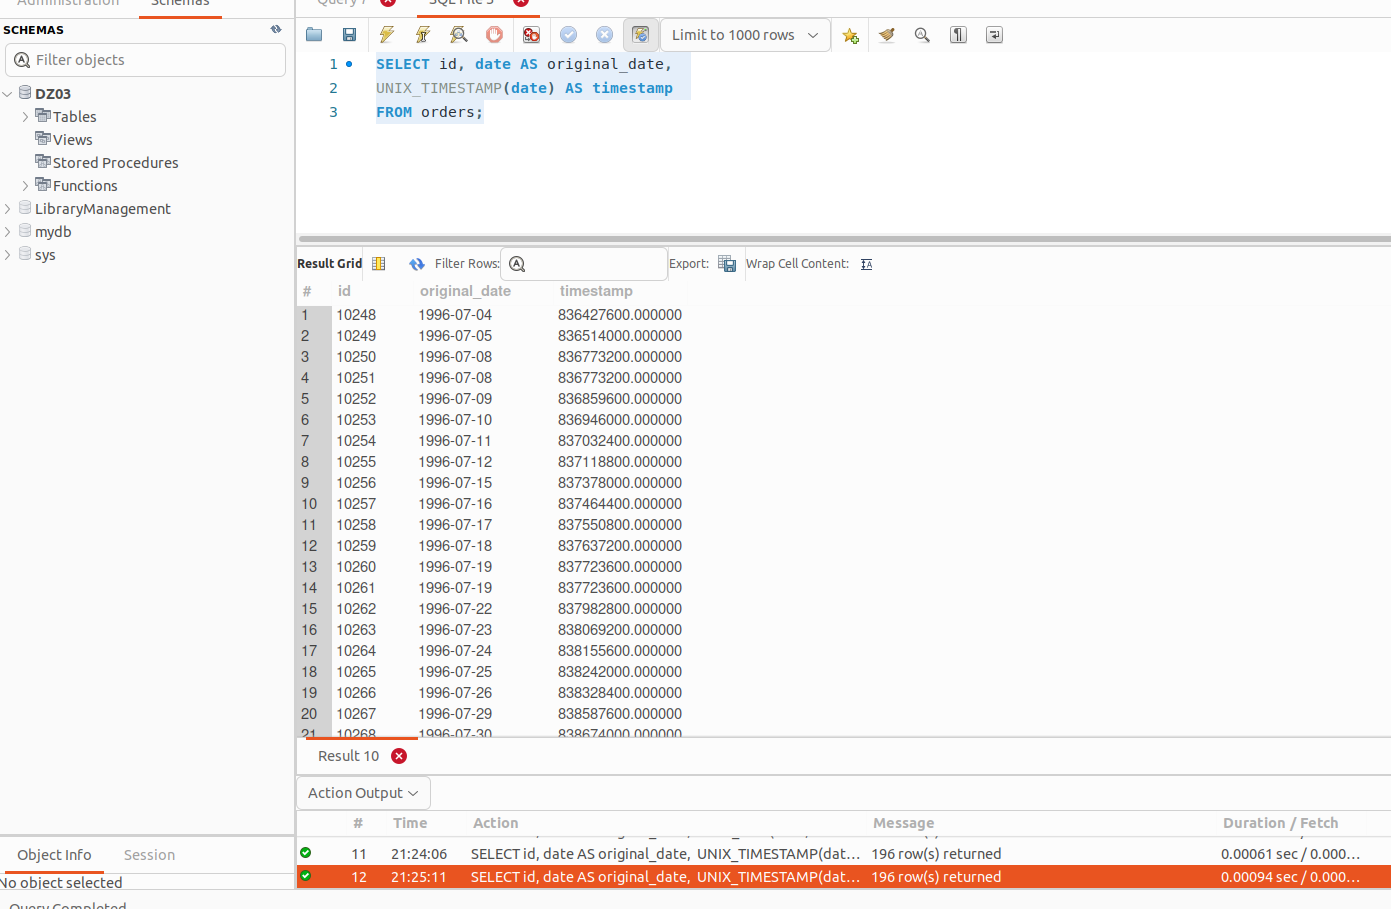 Administration Schemas
SCHEMAS
Filter objects
DZ03
Tables
Views
Stored Procedures
Functions
LibraryManagement
mydb
sys
Object Info Session
No object selected
Query Completed
Query 7 SQL File 3
Limit to 1000 rows
1 SELECT id, date AS original_date,
2 UNIX_TIMESTAMP(date) AS timestamp
3 FROM orders;
Result Grid Filter Rows: Export: Wrap Cell Content:
# id original_date timestamp
1 10248 1996-07-04 836427600.000000
2 10249 1996-07-05 836514000.000000
3 10250 1996-07-08 836773200.000000
4 10251 1996-07-08 836773200.000000
5 10252 1996-07-09 836859600.000000
6 10253 1996-07-10 836946000.000000
7 10254 1996-07-11 837032400.000000
8 10255 1996-07-12 837118800.000000
9 10256 1996-07-15 837378000.000000
10 10257 1996-07-16 837464400.000000
11 10258 1996-07-17 837550800.000000
12 10259 1996-07-18 837637200.000000
13 10260 1996-07-19 837723600.000000
14 10261 1996-07-19 837723600.000000
15 10262 1996-07-22 837982800.000000
16 10263 1996-07-23 838069200.000000
17 10264 1996-07-24 838155600.000000
18 10265 1996-07-25 838242000.000000
19 10266 1996-07-26 838328400.000000
20 10267 1996-07-29 838587600.000000
21 10268 1996-07-30 838674000.000000
Result 10
Action Output
# Time Action Message Duration / Fetch
11 21:24:06 SELECT id, date AS original_date, UNIX_TIMESTAMP(dat... 196 row(s) returned 0.00061 sec / 0.000...
12 21:25:11 SELECT id, date AS original_date, UNIX_TIMESTAMP(dat... 196 row(s) returned 0.00094 sec / 0.000...